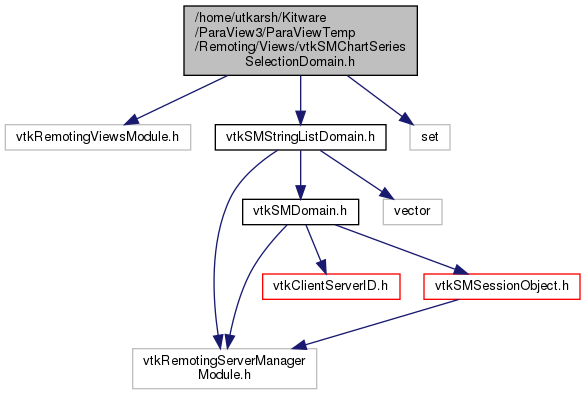 /home/utkarsh/Kitware
/ParaView3/ParaViewTemp
/Remoting/Views/vtkSMChartSeries
SelectionDomain.h
vtkRemotingViewsModule.h
vtkSMStringListDomain.h
set
vtkSMDomain.h
vector
vtkClientServerID.h
vtkSMSessionObject.h
vtkRemotingServerManager
Module.h